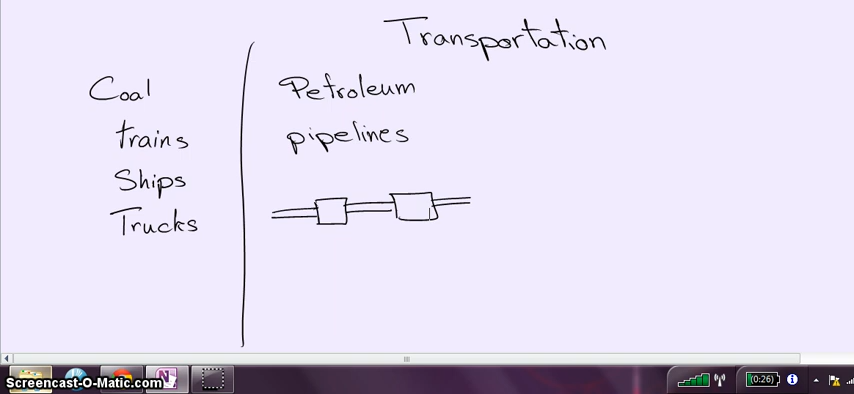 Transportation
Coal
trains
Ships
Trucks
Petroleum
pipelines
Screencast-O-Matic.com
(0:26)